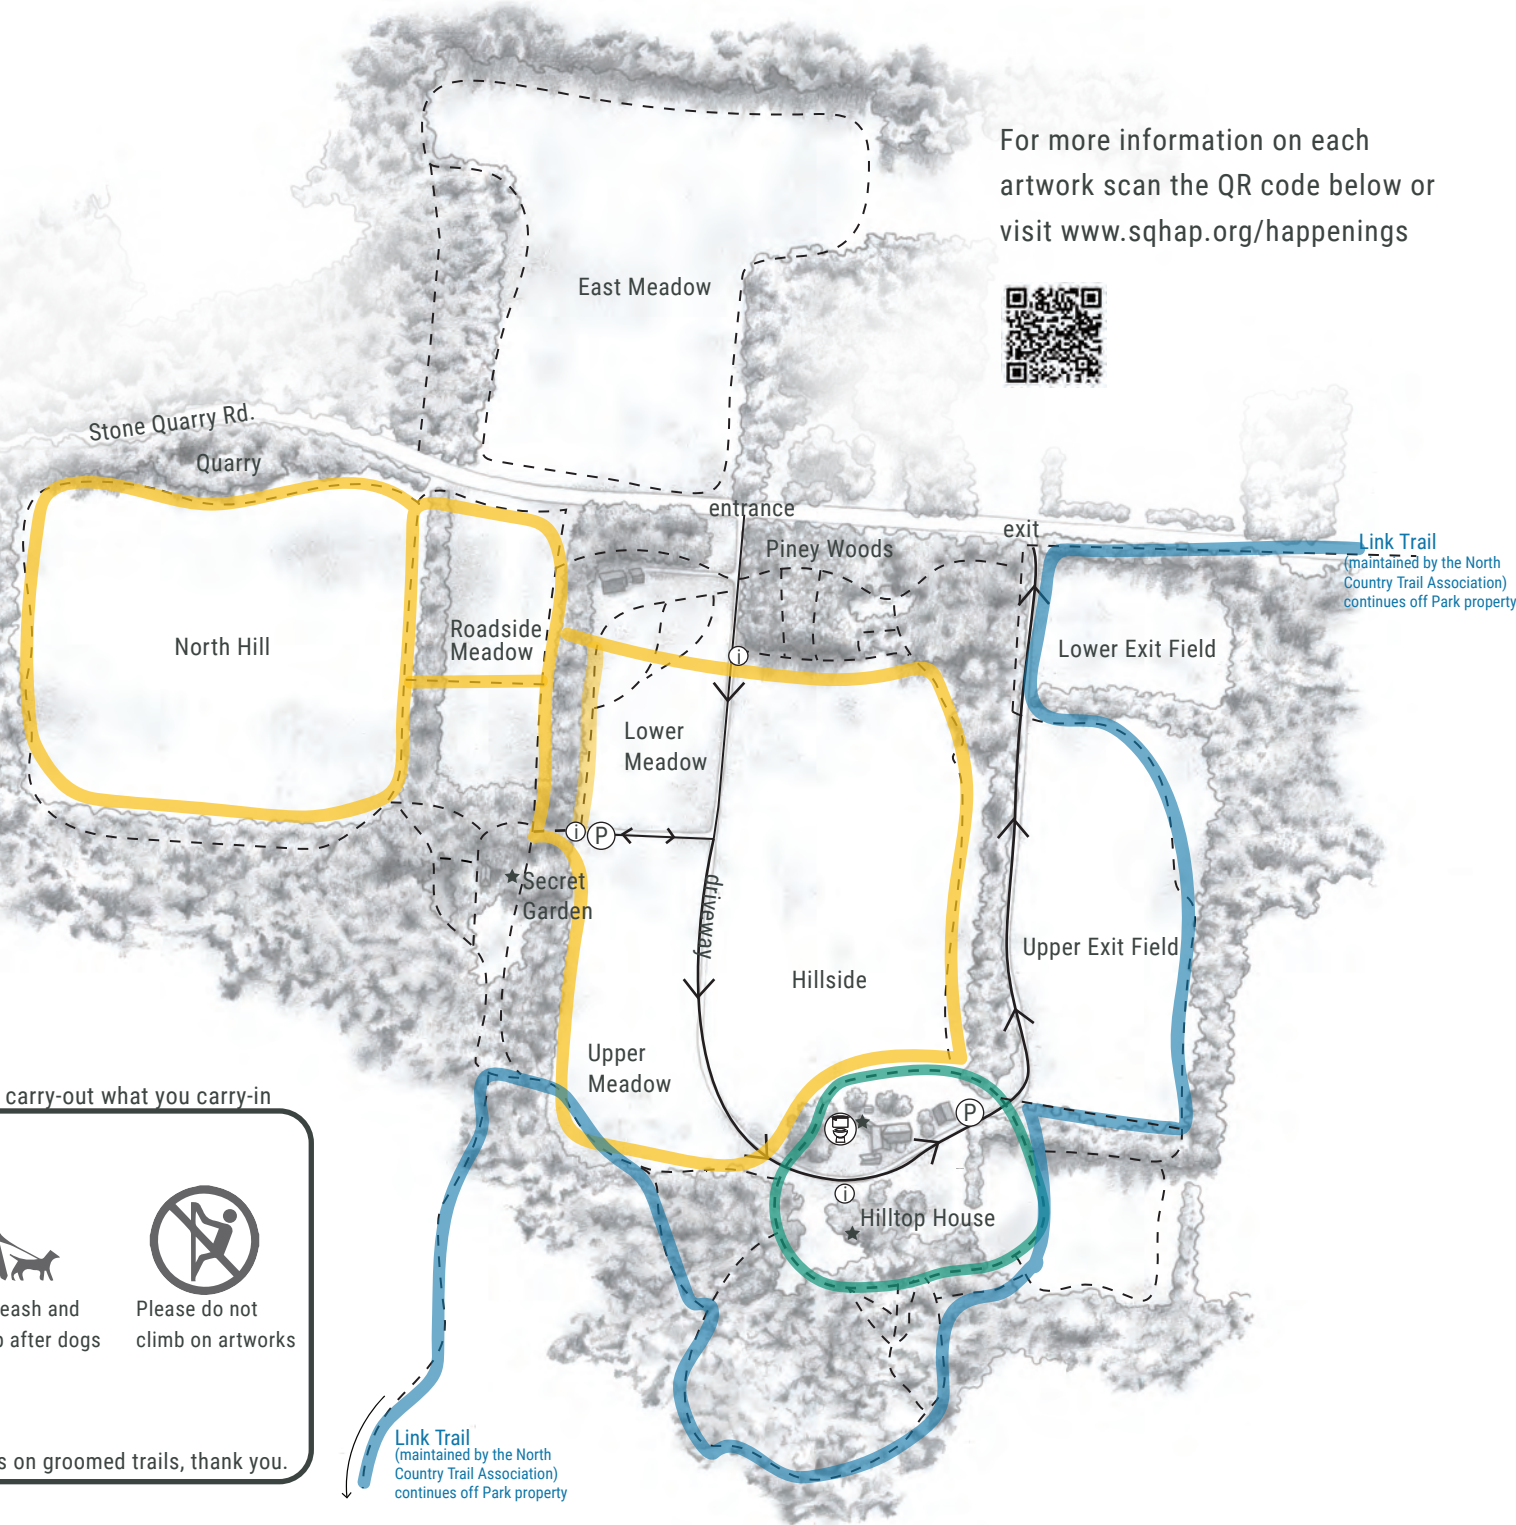 For more information on each
artwork scan the QR code below or
visit www.sqhap.org/happenings
East Meadow
Stone Quarry Rd.
Quarry
entrance
exit
Piney Woods
Link Trail
(maintained by the North
Country Trail Association)
continues off Park property
North Hill
Roadside
Meadow
Lower Exit Field
i
Lower
Meadow
i
P
Secret
Garden
driveway
Hillside
Upper Exit Field
Upper
Meadow
P
i
Hilltop House
carry-out what you carry-in
eash and
after dogs
Please do not
climb on artworks
s on groomed trails, thank you.
Link Trail
(maintained by the North
Country Trail Association)
continues off Park property